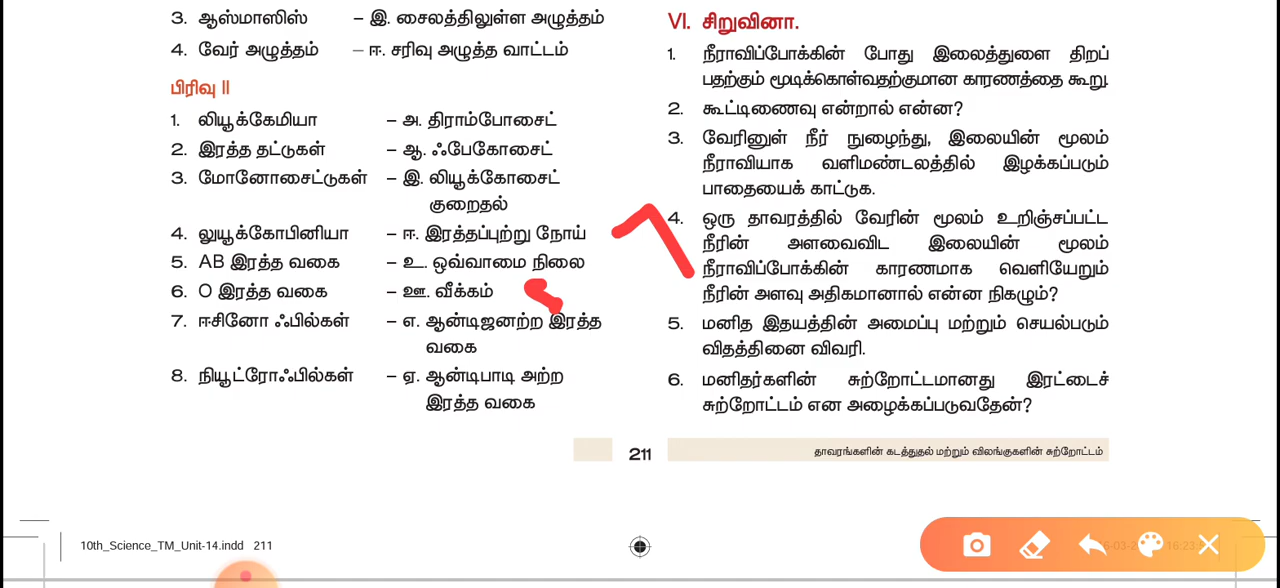 3. ஆஸ்மாஸிஸ் – இ. சைலத்திலுள்ள அழுத்தம்
4. வேர் அழுத்தம் – ஈ. சரிவு அழுத்த வாட்டம்
பிரிவு II
1. லியூக்கேமியா – அ. திராம்போசைட்
2. இரத்த தட்டுகள் – ஆ. ஃபேகோசைட்
3. மோனோசைட்டுகள் – இ. லியூக்கோசைட்
குறைதல்
4. லுயூக்கோபினியா – ஈ. இரத்தப்புற்று நோய்
5. AB இரத்த வகை – உ. ஒவ்வாமை நிலை
6. O இரத்த வகை – ஊ. வீக்கம்
7. ஈசினோ ஃபில்கள் – எ. ஆன்டிஜனற்ற இரத்த
வகை
8. நியூட்ரோஃபில்கள் – ஏ. ஆன்டிபாடி அற்ற
இரத்த வகை
VI. சிறுவினா.
1. நீராவிப்போக்கின் போது இலைத்துளை திறப்
பதற்கும் மூடிக்கொள்வதற்குமான காரணத்தை கூறு.
2. கூட்டிணைவு என்றால் என்ன?
3. வேரினுள் நீர் நுழைந்து, இலையின் மூலம்
நீராவியாக வளிமண்டலத்தில் இழக்கப்படும்
பாதையைக் காட்டுக.
4. ஒரு தாவரத்தில் வேரின் மூலம் உறிஞ்சப்பட்ட
நீரின் அளவைவிட இலையின் மூலம்
நீராவிப்போக்கின் காரணமாக வெளியேறும்
நீரின் அளவு அதிகமானால் என்ன நிகழும்?
5. மனித இதயத்தின் அமைப்பு மற்றும் செயல்படும்
விதத்தினை விவரி.
6. மனிதர்களின் சுற்றோட்டமானது இரட்டைச்
சுற்றோட்டம் என அழைக்கப்படுவதேன்?
211 தாவரங்களின் கடத்துதல் மற்றும் விலங்குகளின் சுற்றோட்டம்
10th_Science_TM_Unit-14.indd 211